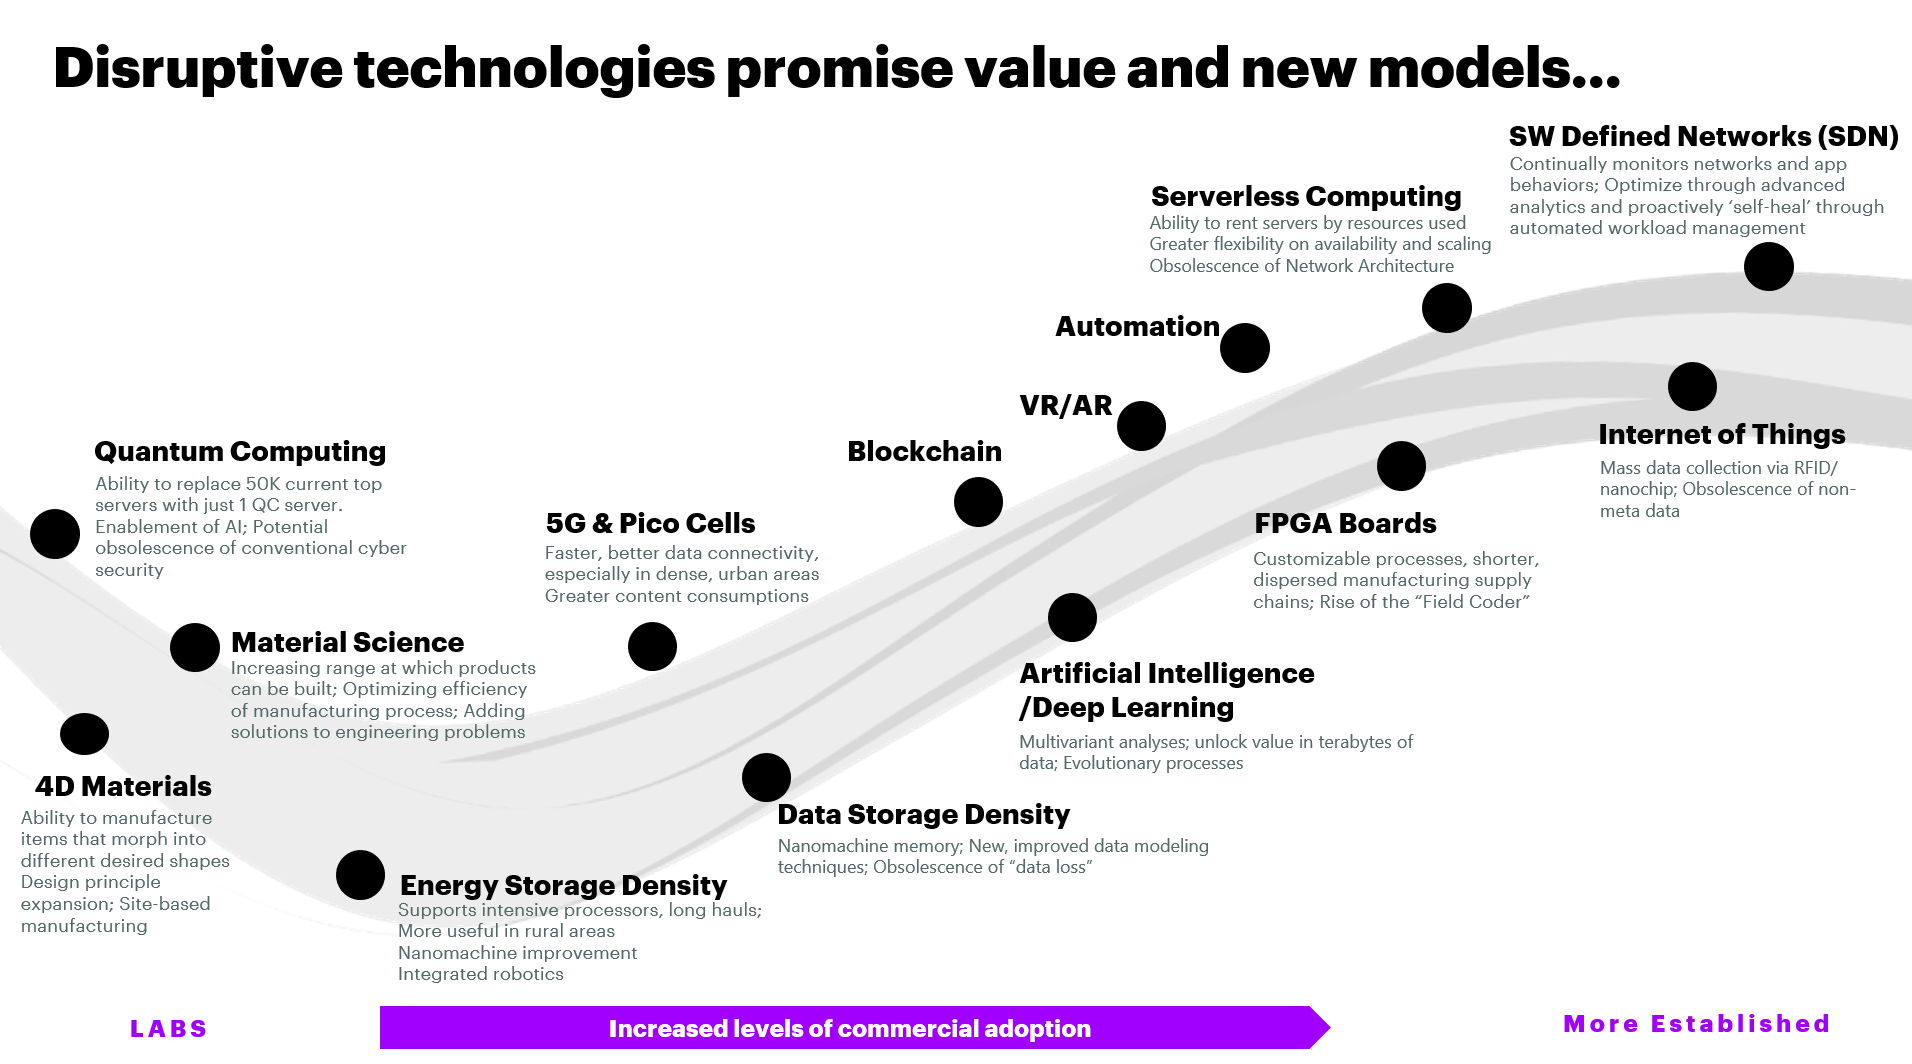 Disruptive technologies promise value and new models...
SW Defined Networks (SDN)
Continually monitors networks and app
behaviors; Optimize through advanced
analytics and proactively ‘self-heal’ through
automated workload management
Serverless Computing
Ability to rent servers by resources used
Greater flexibility on availability and scaling
Obsolescence of Network Architecture
Automation
VR/AR
Blockchain
Internet of Things
Mass data collection via RFID/
nanochip; Obsolescence of non-
meta data
Quantum Computing
Ability to replace 50K current top
servers with just 1 QC server.
Enablement of AI; Potential
obsolescence of conventional cyber
security
5G & Pico Cells
Faster, better data connectivity,
especially in dense, urban areas
Greater content consumptions
FPGA Boards
Customizable processes, shorter,
dispersed manufacturing supply
chains; Rise of the “Field Coder”
Material Science
Increasing range at which products
can be built; Optimizing efficiency
of manufacturing process; Adding
solutions to engineering problems
Artificial Intelligence
/Deep Learning
Multivariant analyses; unlock value in terabytes of
data; Evolutionary processes
4D Materials
Ability to manufacture
items that morph into
different desired shapes
Design principle
expansion; Site-based
manufacturing
Data Storage Density
Nanomachine memory; New, improved data modeling
techniques; Obsolescence of “data loss”
Energy Storage Density
Supports intensive processors, long hauls;
More useful in rural areas
Nanomachine improvement
Integrated robotics
LABS
Increased levels of commercial adoption
More Established